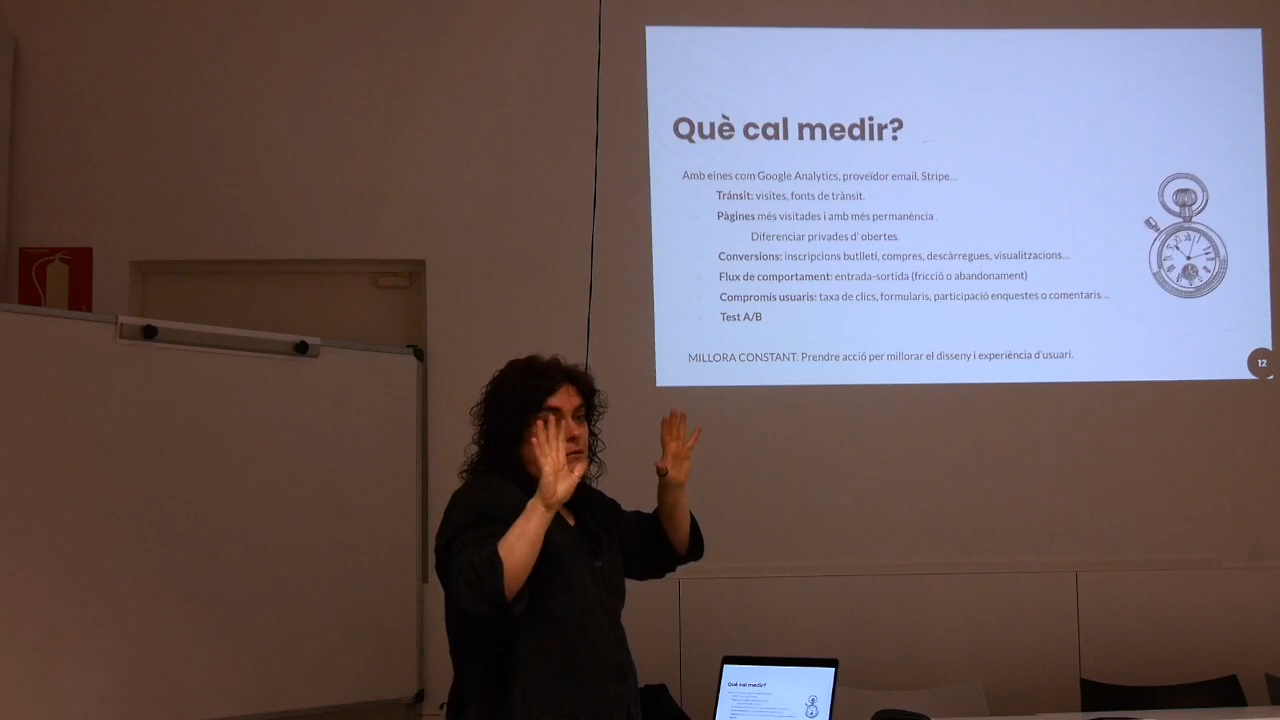 Què cal medir?
Amb eines com Google Analytics, proveïdor email, Stripe...
Trànsit: visites, fonts de trànsit.
Pàgines més visitades i amb més permanència
Diferenciar privades d' obertes.
Conversions: inscripcions butlletí, compres, descàrregues, visualitzacions...
Flux de comportament: entrada-sortida (fricció o abandonament)
Compromís usuaris: taxa de clics, formularis, participació enquestes o comentaris...
Test A/B
MILLORA CONSTANT: Prendre acció per millorar el disseny i experiència d'usuari.
12
Què cal medir?